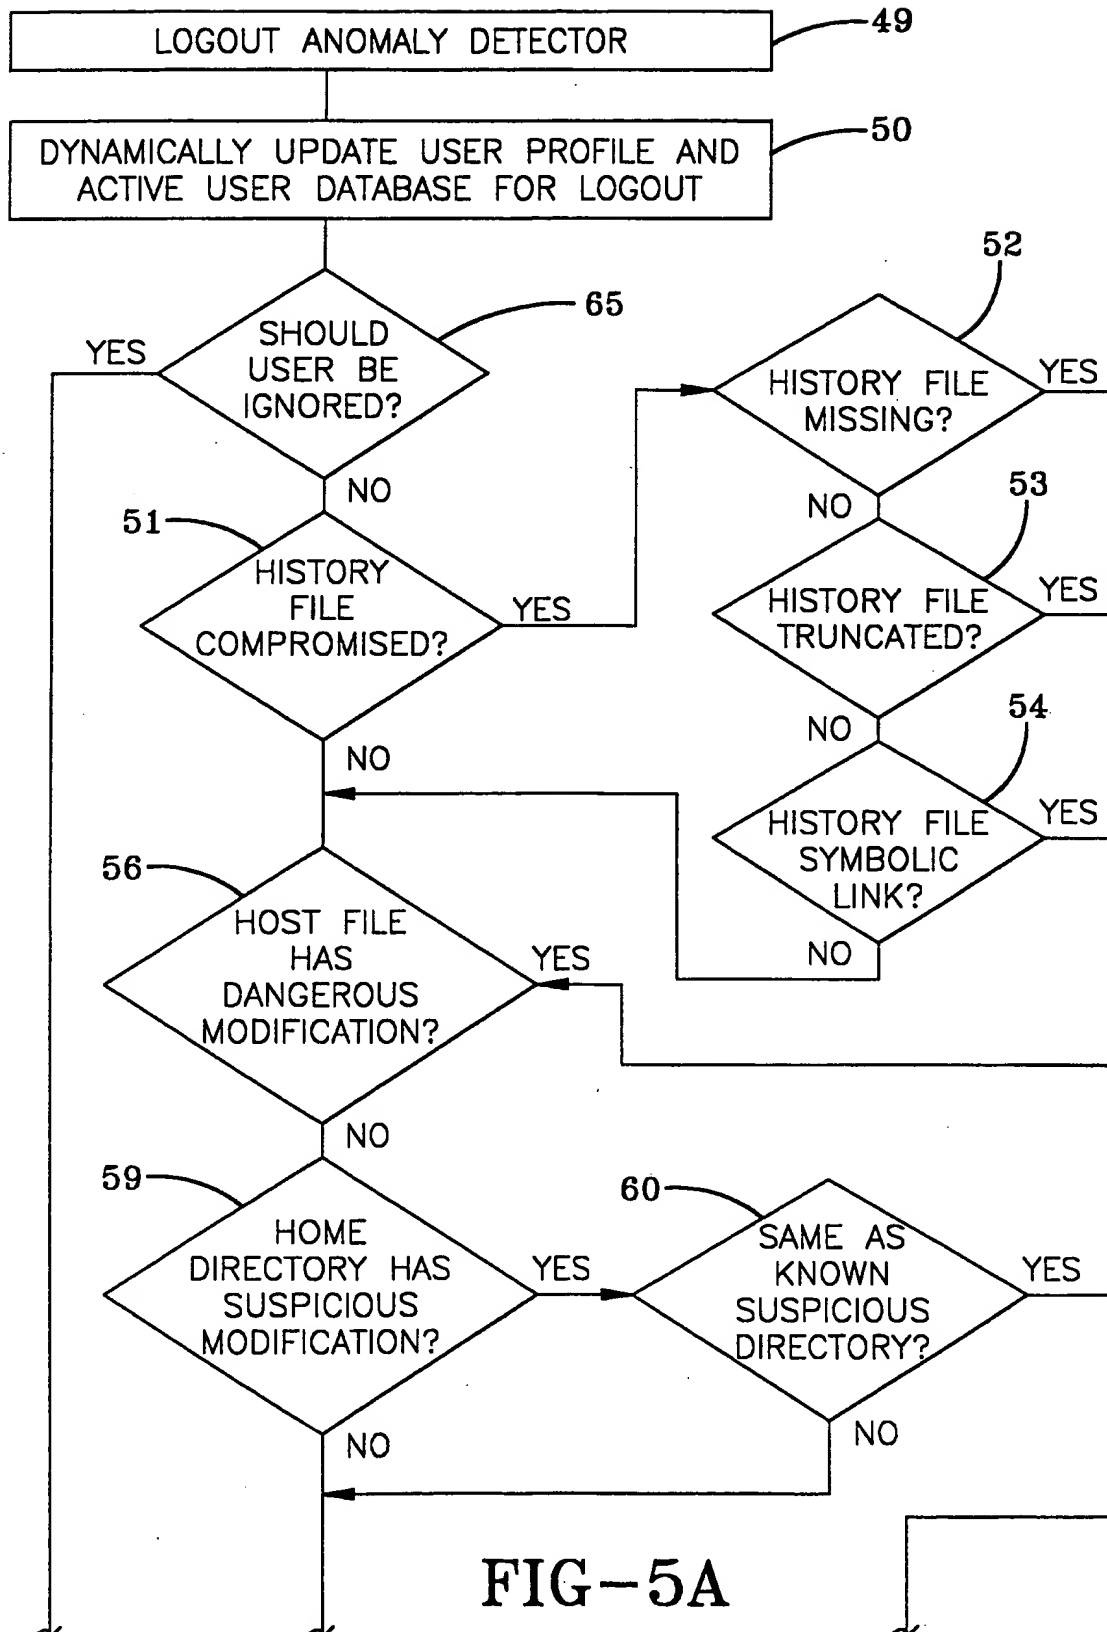 LOGOUT ANOMALY DETECTOR
49
DYNAMICALLY UPDATE USER PROFILE AND
ACTIVE USER DATABASE FOR LOGOUT
50
SHOULD
USER BE
IGNORED?
65
YES
NO
HISTORY
FILE
COMPROMISED?
51
YES
NO
HISTORY FILE
MISSING?
52
YES
NO
HISTORY FILE
TRUNCATED?
53
YES
NO
HISTORY FILE
SYMBOLIC
LINK?
54
YES
NO
HOST FILE
HAS
DANGEROUS
MODIFICATION?
56
YES
NO
HOME
DIRECTORY HAS
SUSPICIOUS
MODIFICATION?
59
YES
NO
SAME AS
KNOWN
SUSPICIOUS
DIRECTORY?
60
YES
NO
FIG-5A